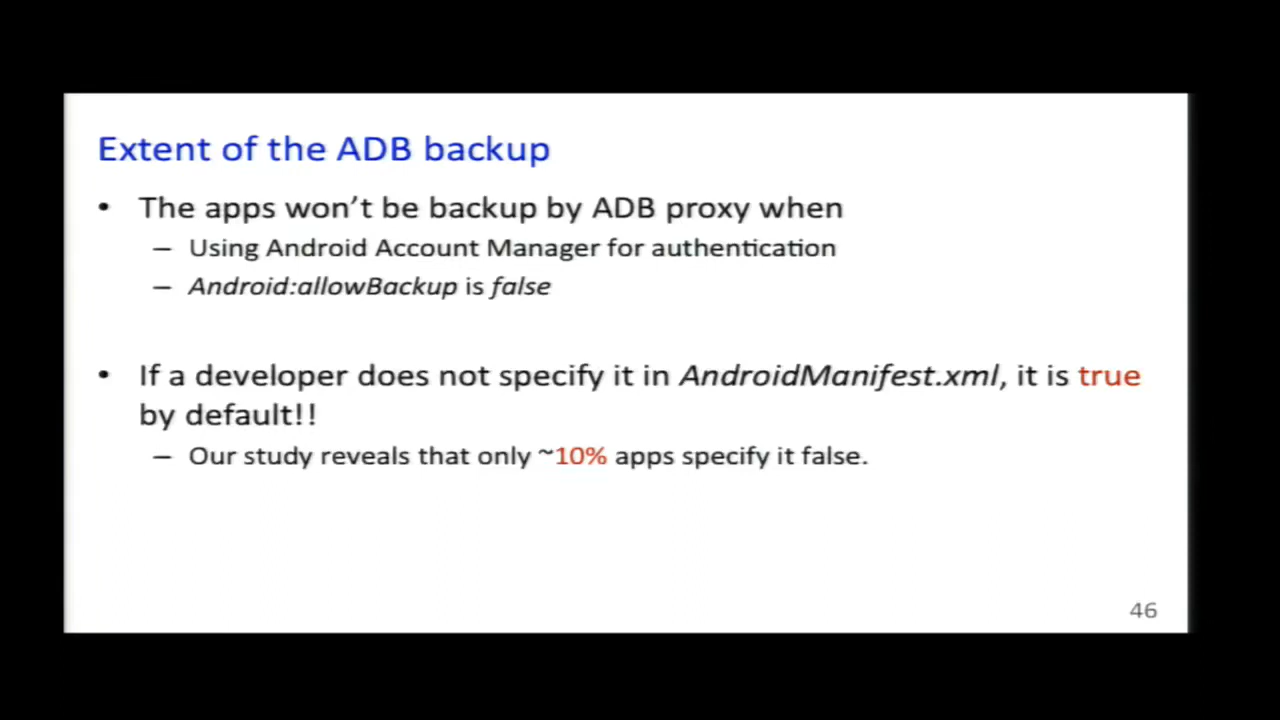 Extent of the ADB backup
• The apps won't be backup by ADB proxy when
– Using Android Account Manager for authentication
– Android:allowBackup is false
• If a developer does not specify it in AndroidManifest.xml, it is true
by default!!
– Our study reveals that only ~10% apps specify it false.
46